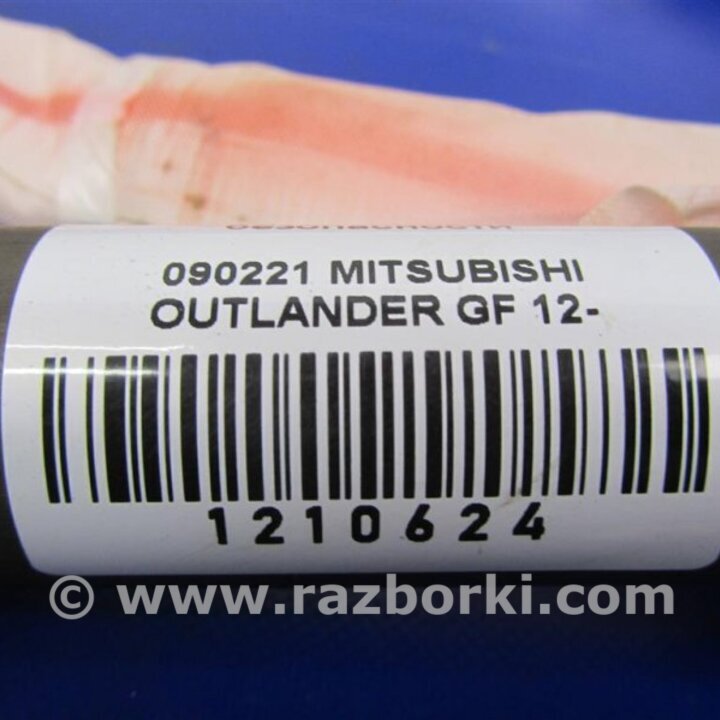 090221 MITSUBISHI
OUTLANDER GF 12-
1210624
© www.razborki.com